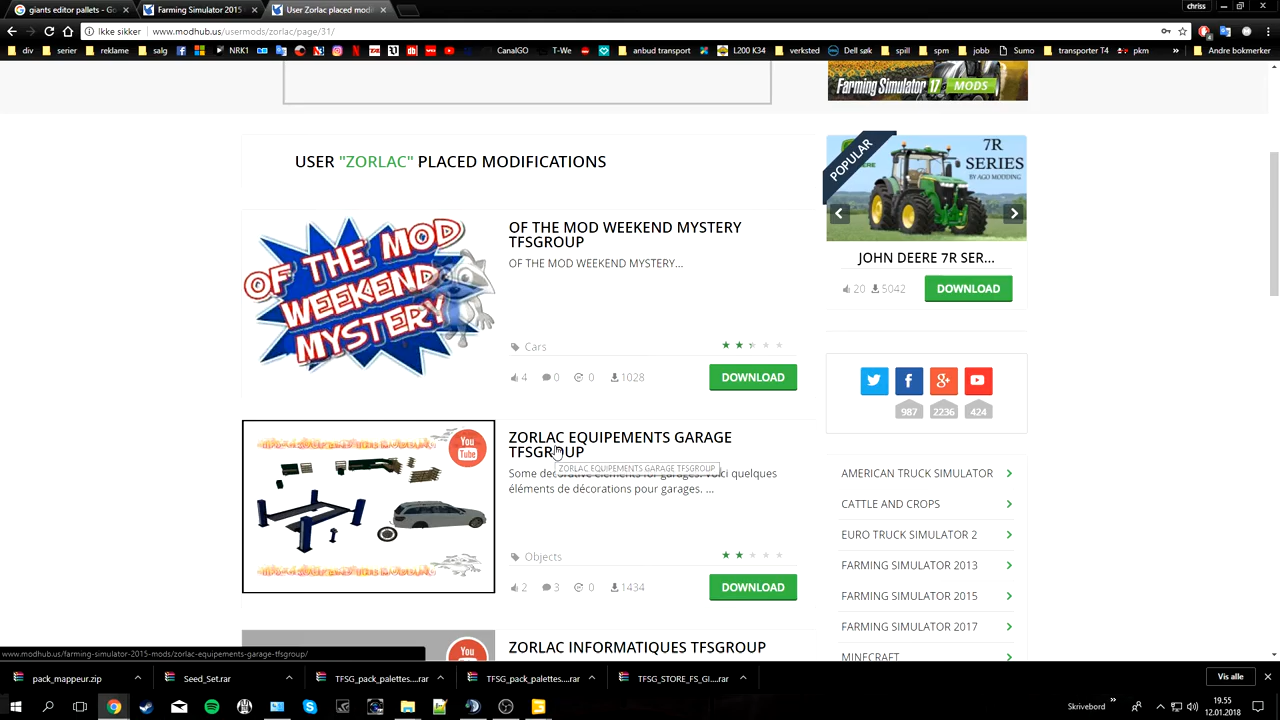 giants editor pallets - Go
Farming Simulator 2015
User Zorlac placed modi
chriss
Ikke sikker
www.modhub.us/usermods/zorlac/page/31/
div
serier
reklame
salg
NRK1
CanalGO
T-We
anbud transport
L200 K34
verksted
Dell søk
spill
spm
jobb
Sumo
transporter T4
pkm
Andre bokmerker
Farming Simulator 17 MODS
USER "ZORLAC" PLACED MODIFICATIONS
OF THE MOD
WEEKEND
MYSTERY
OF THE MOD WEEKEND MYSTERY
TFSGROUP
OF THE MOD WEEKEND MYSTERY...
Cars
4
0
0
1028
DOWNLOAD
You
Tube
ZORLAC EQUIPEMENTS GARAGE
TFSGROUP
ZORLAC EQUIPEMENTS GARAGE TFSGROUP
Some decorative elements for garages. Voici quelques
éléments de décorations pour garages. ...
Objects
2
3
0
1434
DOWNLOAD
You
ZORLAC INFORMATIQUES TFSGROUP
POPULAR
7R
SERIES
BY AGO MODDING
JOHN DEERE 7R SER...
20
5042
DOWNLOAD
987
2236
424
AMERICAN TRUCK SIMULATOR
CATTLE AND CROPS
EURO TRUCK SIMULATOR 2
FARMING SIMULATOR 2013
FARMING SIMULATOR 2015
FARMING SIMULATOR 2017
MINECRAFT
www.modhub.us/farming-simulator-2015-mods/zorlac-equipements-garage-tfsgroup/
pack_mappeur.zip
Seed_Set.rar
TFSG_pack_palettes....rar
TFSG_pack_palettes....rar
TFSG_STORE_FS_GI....rar
Vis alle
Skrivebord
19.55
12.01.2018